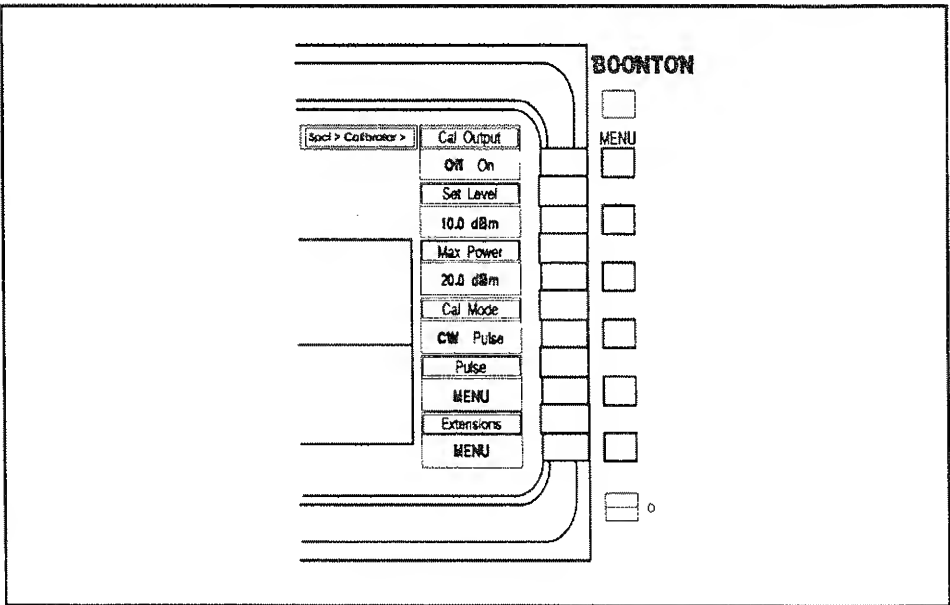 BOONTON
MENU
Spcl > Calibrator >
Cal Output
Off On
Set Level
10.0 dBm
Max Power
20.0 dBm
Cal Mode
CW Pulse
Pulse
MENU
Extensions
MENU